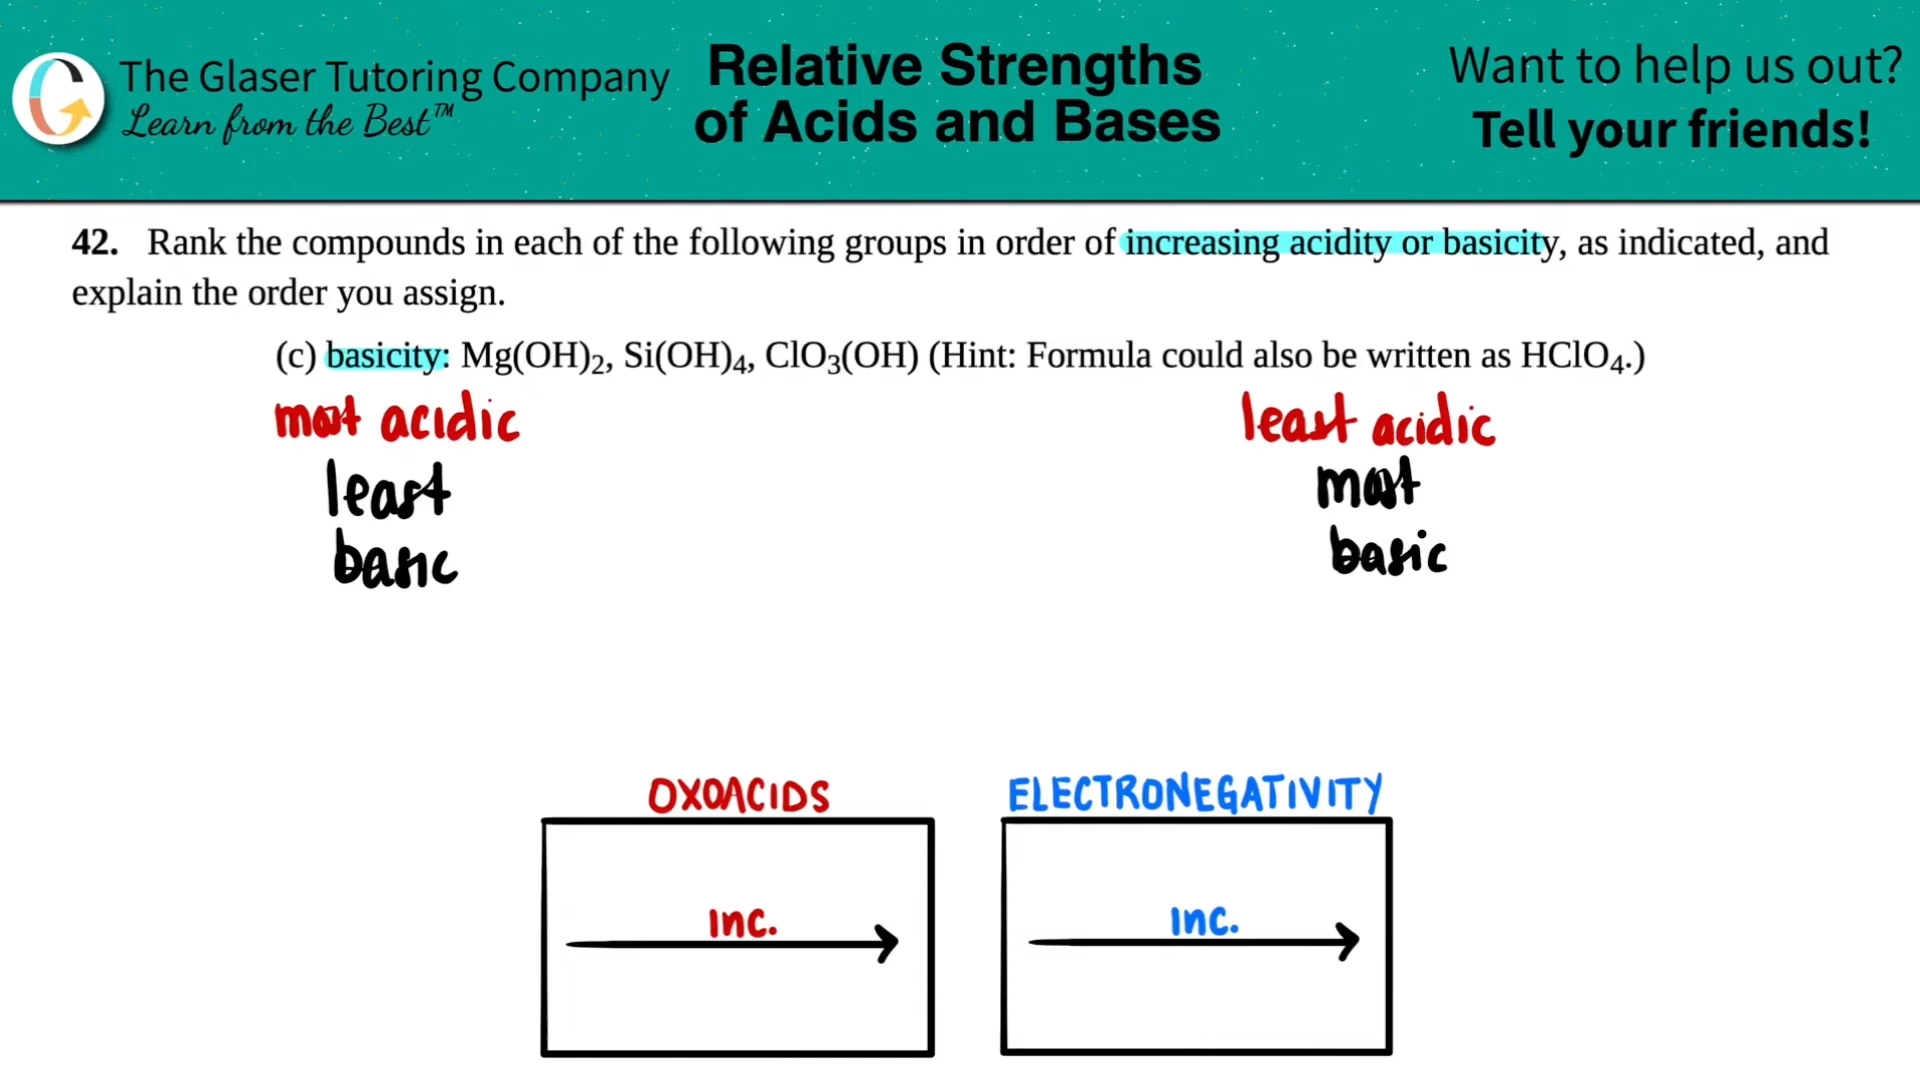 The Glaser Tutoring Company
Learn from the Best™
Relative Strengths
of Acids and Bases
Want to help us out?
Tell your friends!
42. Rank the compounds in each of the following groups in order of increasing acidity or basicity, as indicated, and
explain the order you assign.
(c) basicity: Mg(OH)₂, Si(OH)₄, ClO₃(OH) (Hint: Formula could also be written as HClO₄.)
most acidic
least
basic
least acidic
most
basic
OXOACIDS
Inc.
ELECTRONEGATIVITY
Inc.